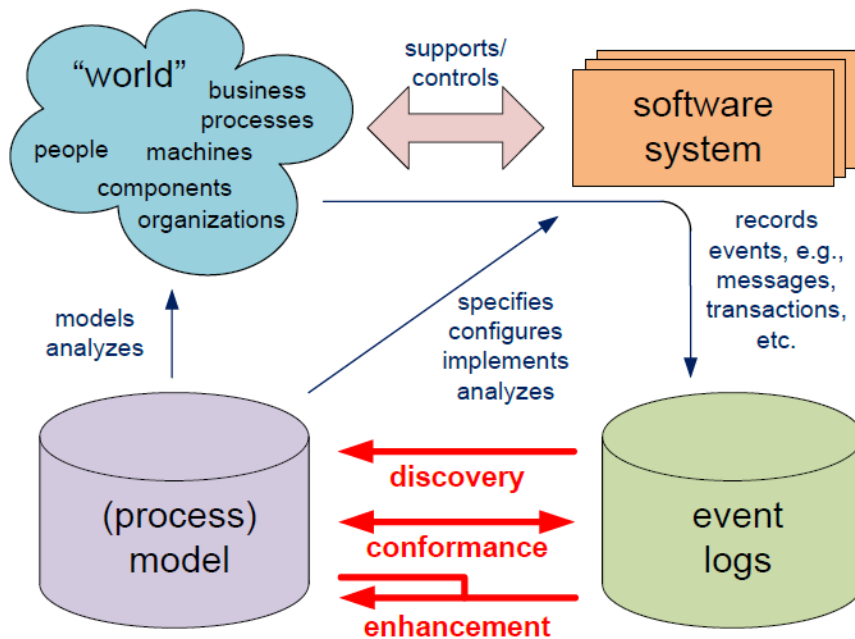 “world”
business
processes
people
machines
components
organizations
supports/
controls
software
system
records
events, e.g.,
messages,
transactions,
etc.
models
analyzes
specifies
configures
implements
analyzes
(process)
model
discovery
conformance
enhancement
event
logs